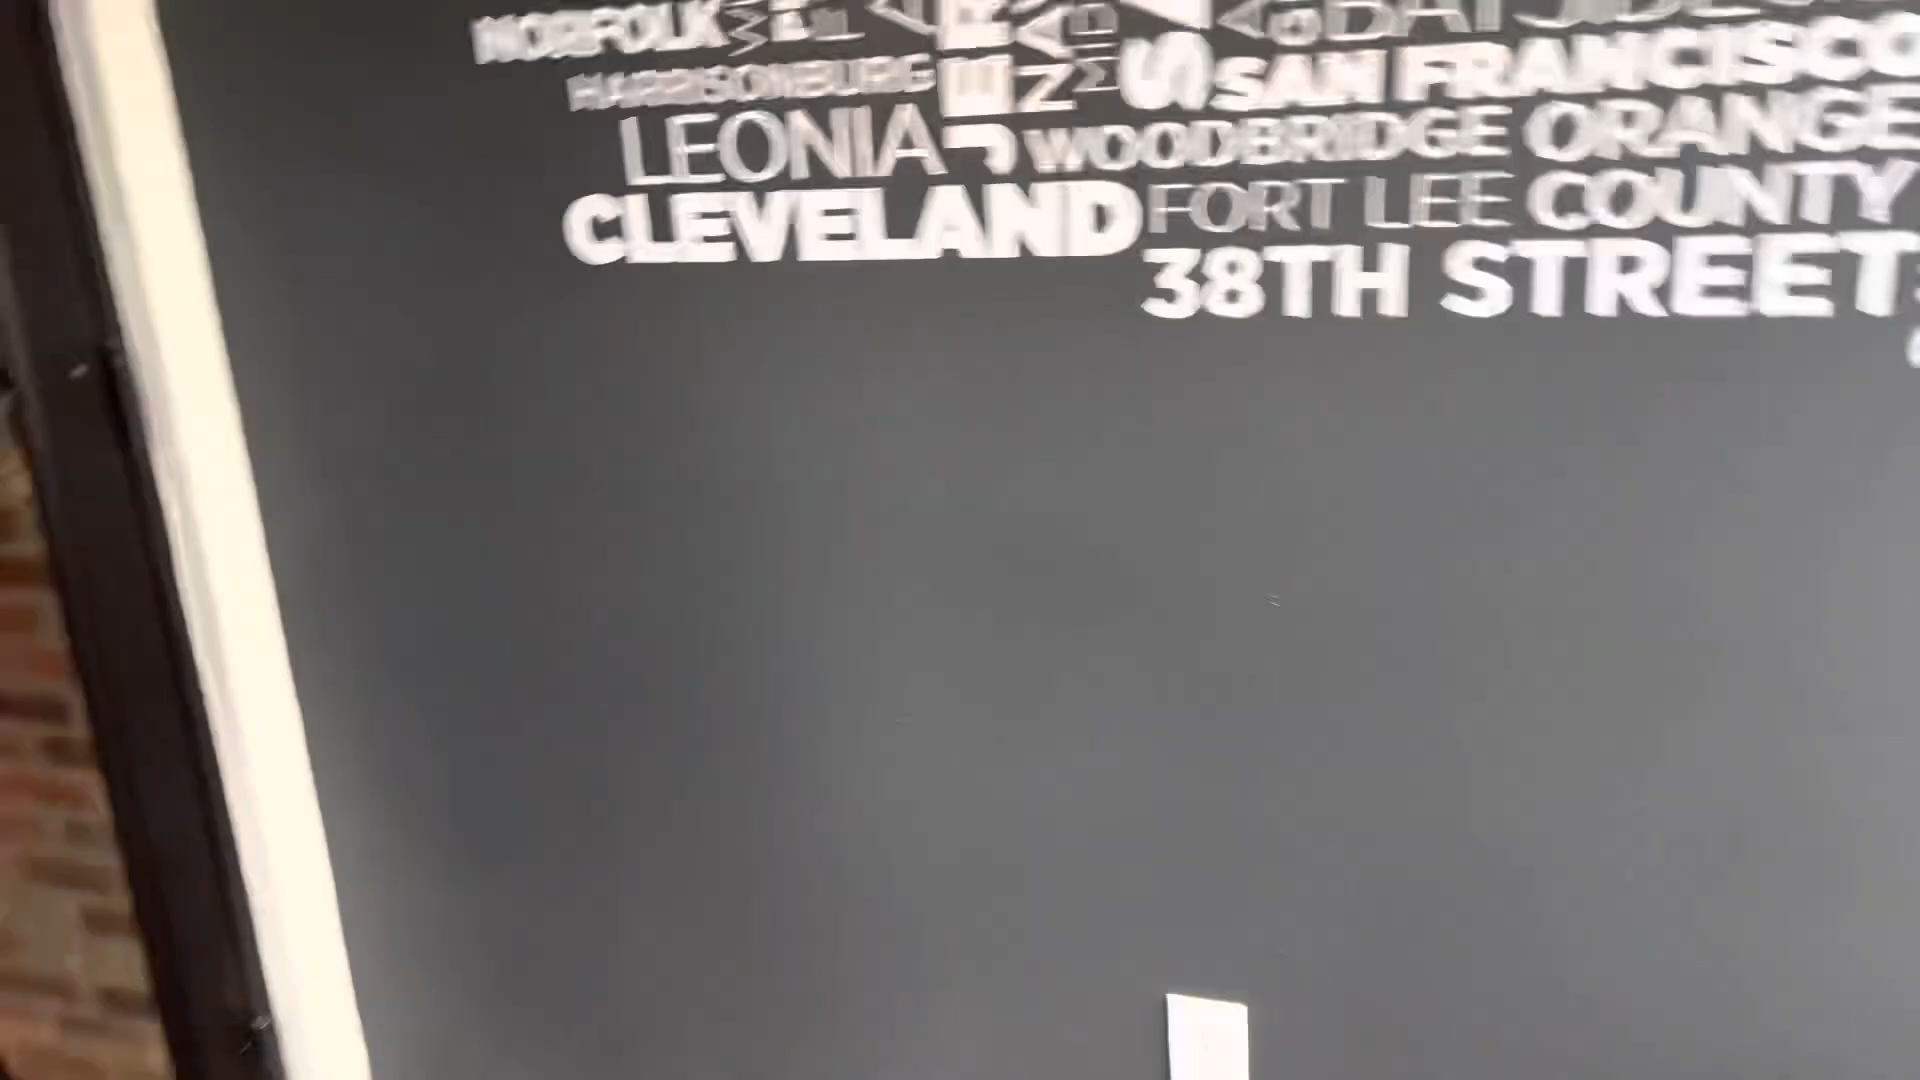 NORFOLK
HARRISONBURG
SAN FRANCISCO
LEONIA
WOODBRIDGE ORANGE
CLEVELAND
FORT LEE COUNTY
38TH STREET